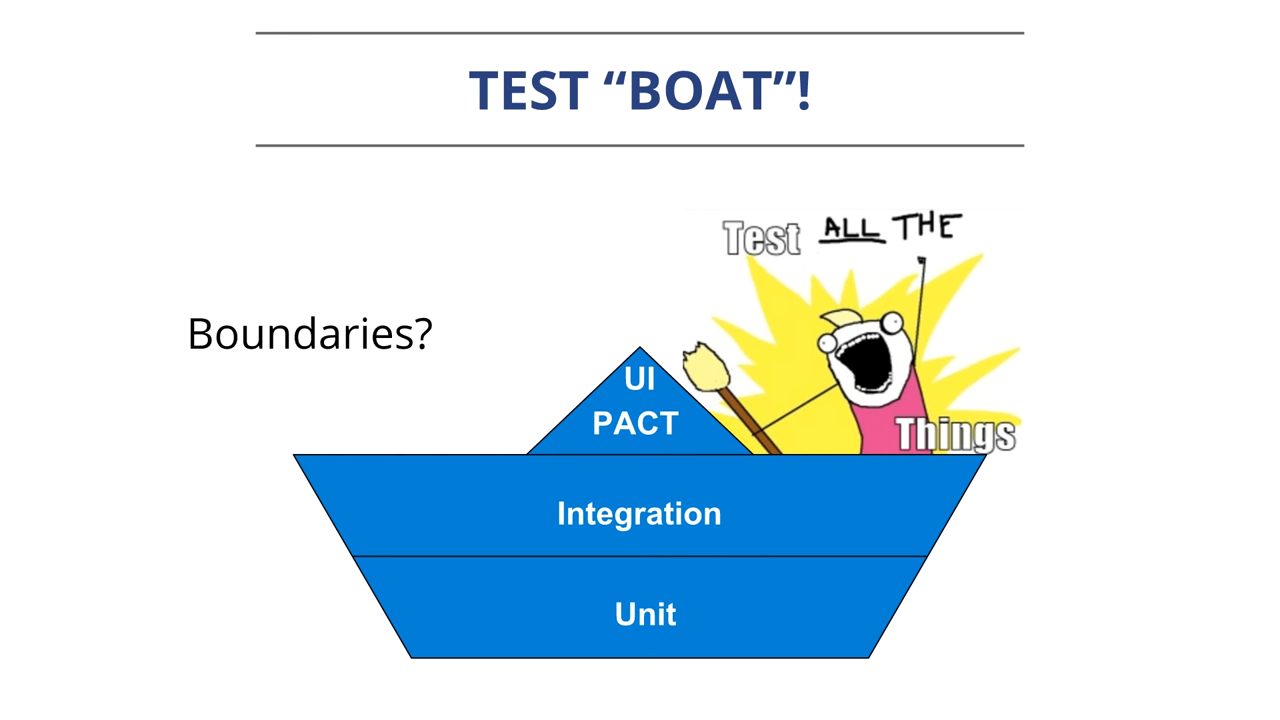 TEST “BOAT”!
Test ALL THE
Boundaries?
UI
PACT
Things
Integration
Unit